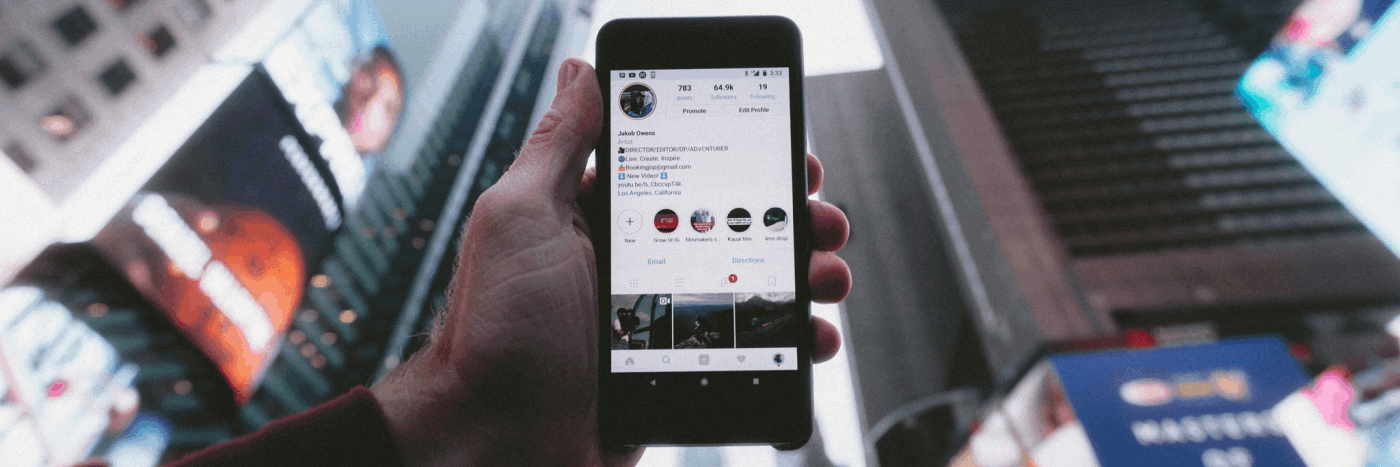 3:33
783 64.9k 19
posts followers following
Promote Edit Profile
Jakob Owens
Artist
DIRECTOR/EDITOR/DP/ADVENTURER
Live. Create. Inspire.
Bookingjop@gmail.com
New Video!
youtu.be/b_CbccvpT4k
Los Angeles, California
New Grow Ur IG filmmakers s... Kauai film lens drop
Email Directions
1
MASTERS